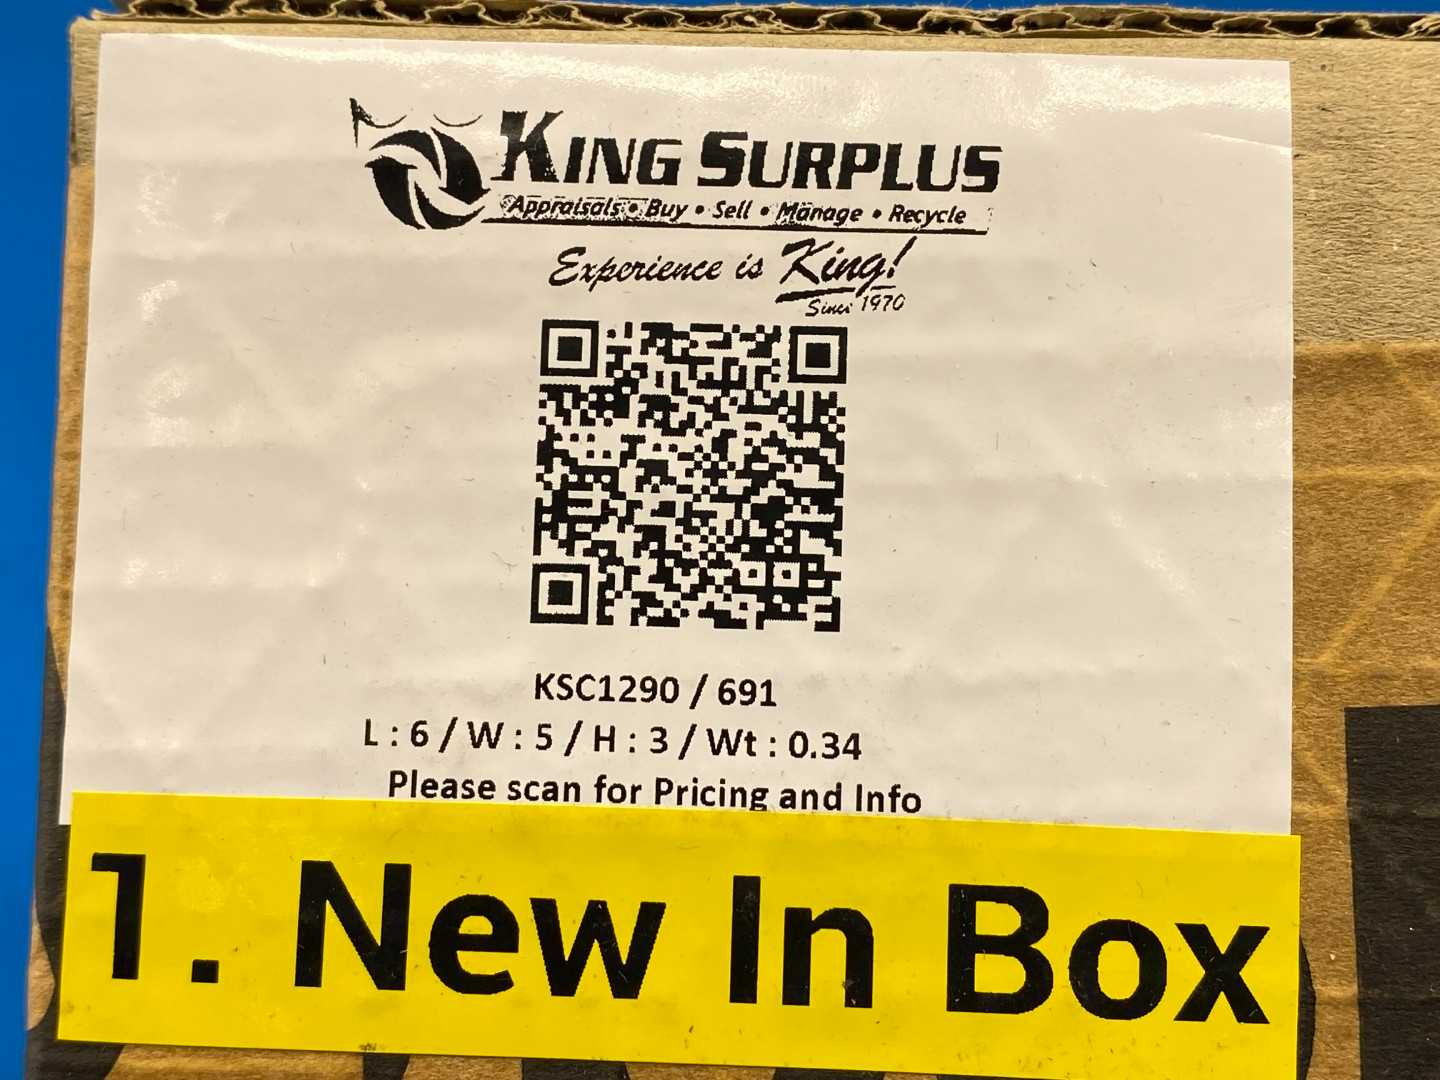 KING SURPLUS
Appraisals • Buy • Sell • Manage • Recycle
Experience is King!
Since 1970
KSC1290 / 691
L : 6 / W : 5 / H : 3 / Wt : 0.34
Please scan for Pricing and Info
1. New In Box